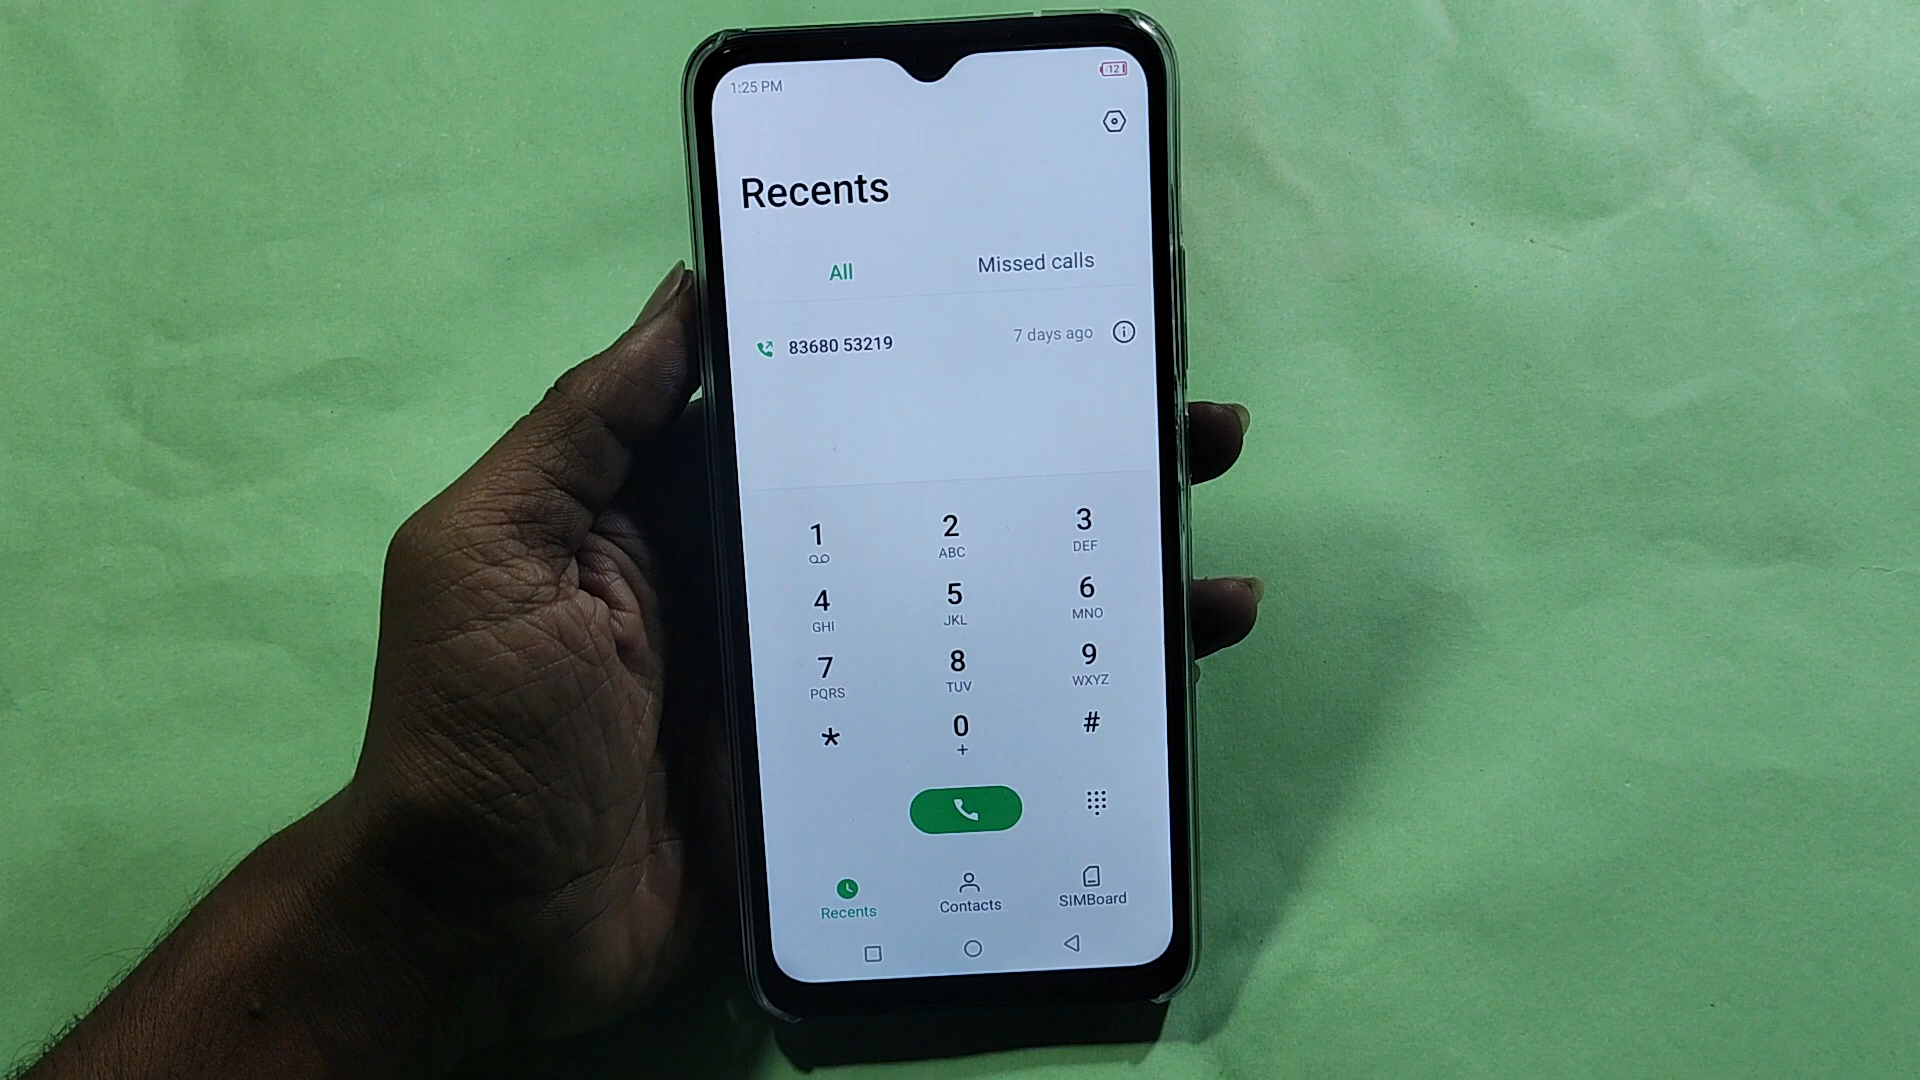 1:25 PM
12
Recents
All
Missed calls
83680 53219
7 days ago
1
2
ABC
3
DEF
4
GHI
5
JKL
6
MNO
7
PQRS
8
TUV
9
WXYZ
*
0
+
#
Recents
Contacts
SIMBoard